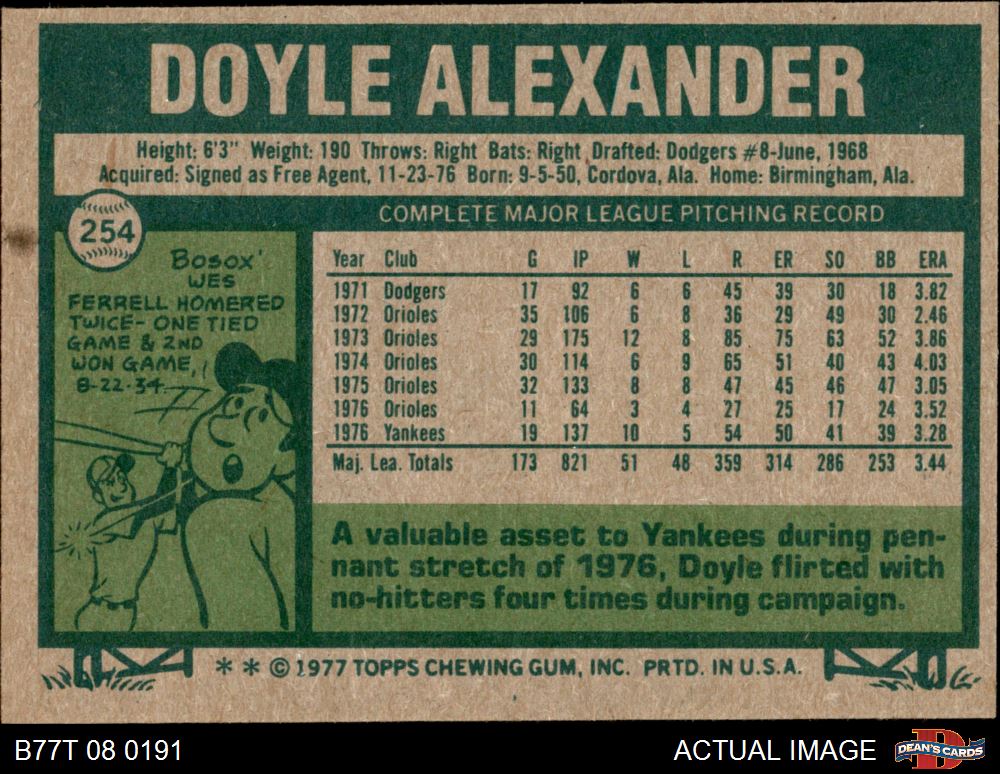 DOYLE ALEXANDER
Height: 6'3" Weight: 190 Throws: Right Bats: Right Drafted: Dodgers #8-June, 1968
Acquired: Signed as Free Agent, 11-23-76 Born: 9-5-50, Cordova, Ala. Home: Birmingham, Ala.
254
BOSOX'
WES
FERRELL HOMERED
TWICE- ONE TIED
GAME & 2ND
WON GAME,
8-22-34
COMPLETE MAJOR LEAGUE PITCHING RECORD
Year Club G IP W L R ER SO BB ERA
1971 Dodgers 17 92 6 6 45 39 30 18 3.82
1972 Orioles 35 106 6 8 36 29 49 30 2.46
1973 Orioles 29 175 12 8 85 75 63 52 3.86
1974 Orioles 30 114 6 9 65 51 40 43 4.03
1975 Orioles 32 133 8 8 47 45 46 47 3.05
1976 Orioles 11 64 3 4 27 25 17 24 3.52
1976 Yankees 19 137 10 5 54 50 41 39 3.28
Maj. Lea. Totals 173 821 51 48 359 314 286 253 3.44
A valuable asset to Yankees during pen-
nant stretch of 1976, Doyle flirted with
no-hitters four times during campaign.
* * © 1977 TOPPS CHEWING GUM, INC. PRTD. IN U.S.A.
B77T 08 0191
ACTUAL IMAGE
DEAN'S CARDS